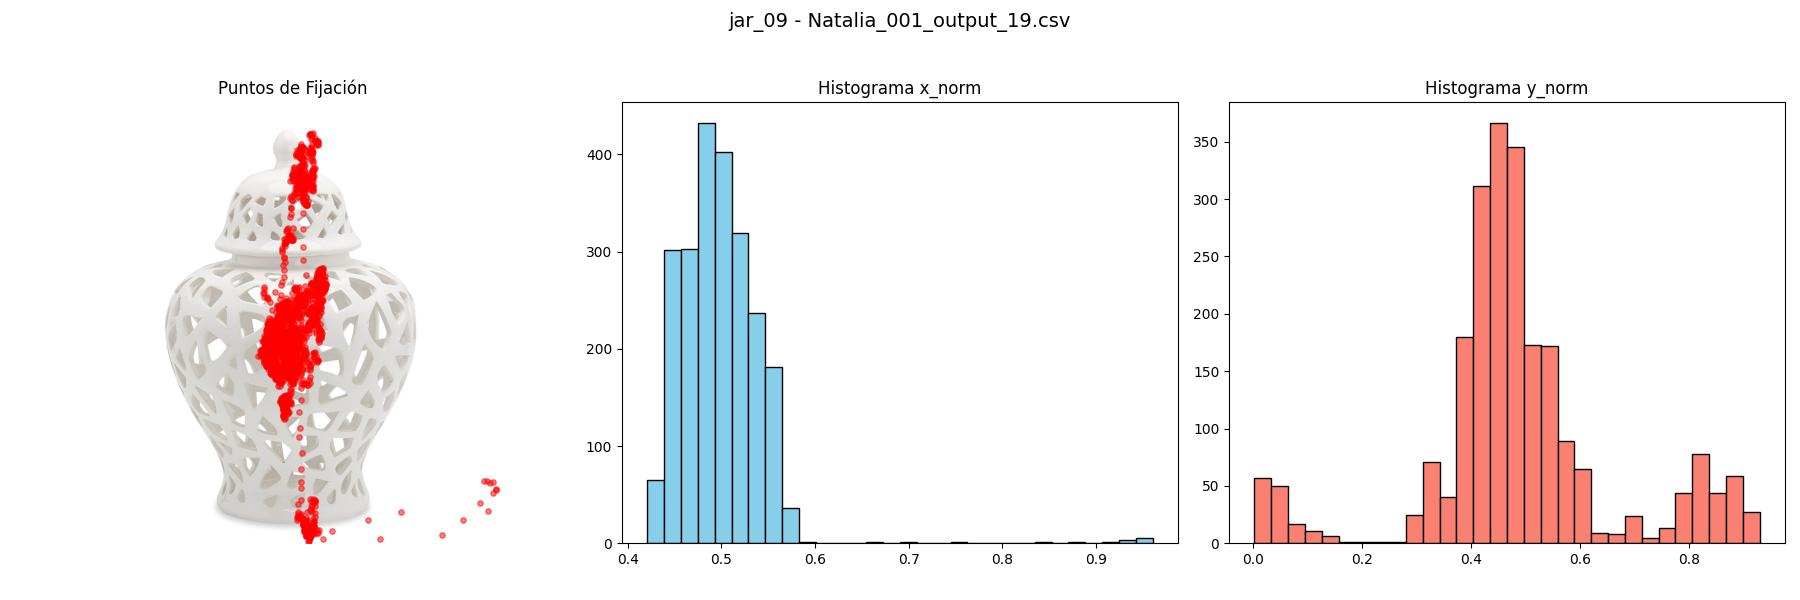 jar_09 - Natalia_001_output_19.csv
Puntos de Fijación
Histograma x_norm
400
300
200
100
0
0.4 0.5 0.6 0.7 0.8 0.9
Histograma y_norm
350
300
250
200
150
100
50
0
0.0 0.2 0.4 0.6 0.8